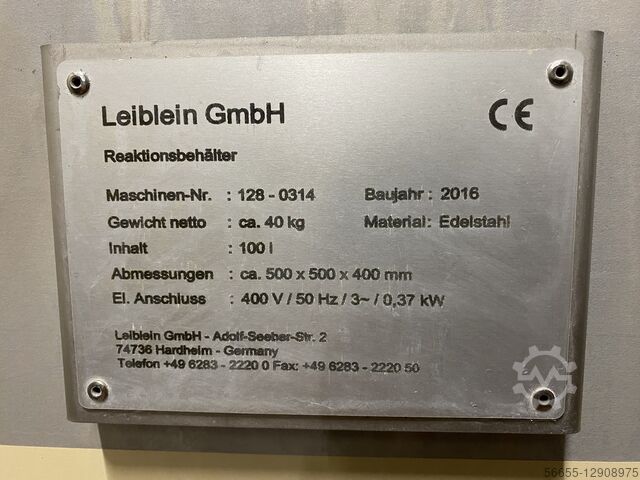 Leiblein GmbH CE
Reaktionsbehälter
Maschinen-Nr. : 128 - 0314 Baujahr : 2016
Gewicht netto : ca. 40 kg Material: Edelstahl
Inhalt : 100 l
Abmessungen : ca. 500 x 500 x 400 mm
El. Anschluss : 400 V / 50 Hz / 3~ / 0,37 kW
Leiblein GmbH - Adolf-Seeber-Str. 2
74736 Hardheim - Germany
Telefon +49 6283 - 2220 0 Fax: +49 6283 - 2220 50
56655-12908975